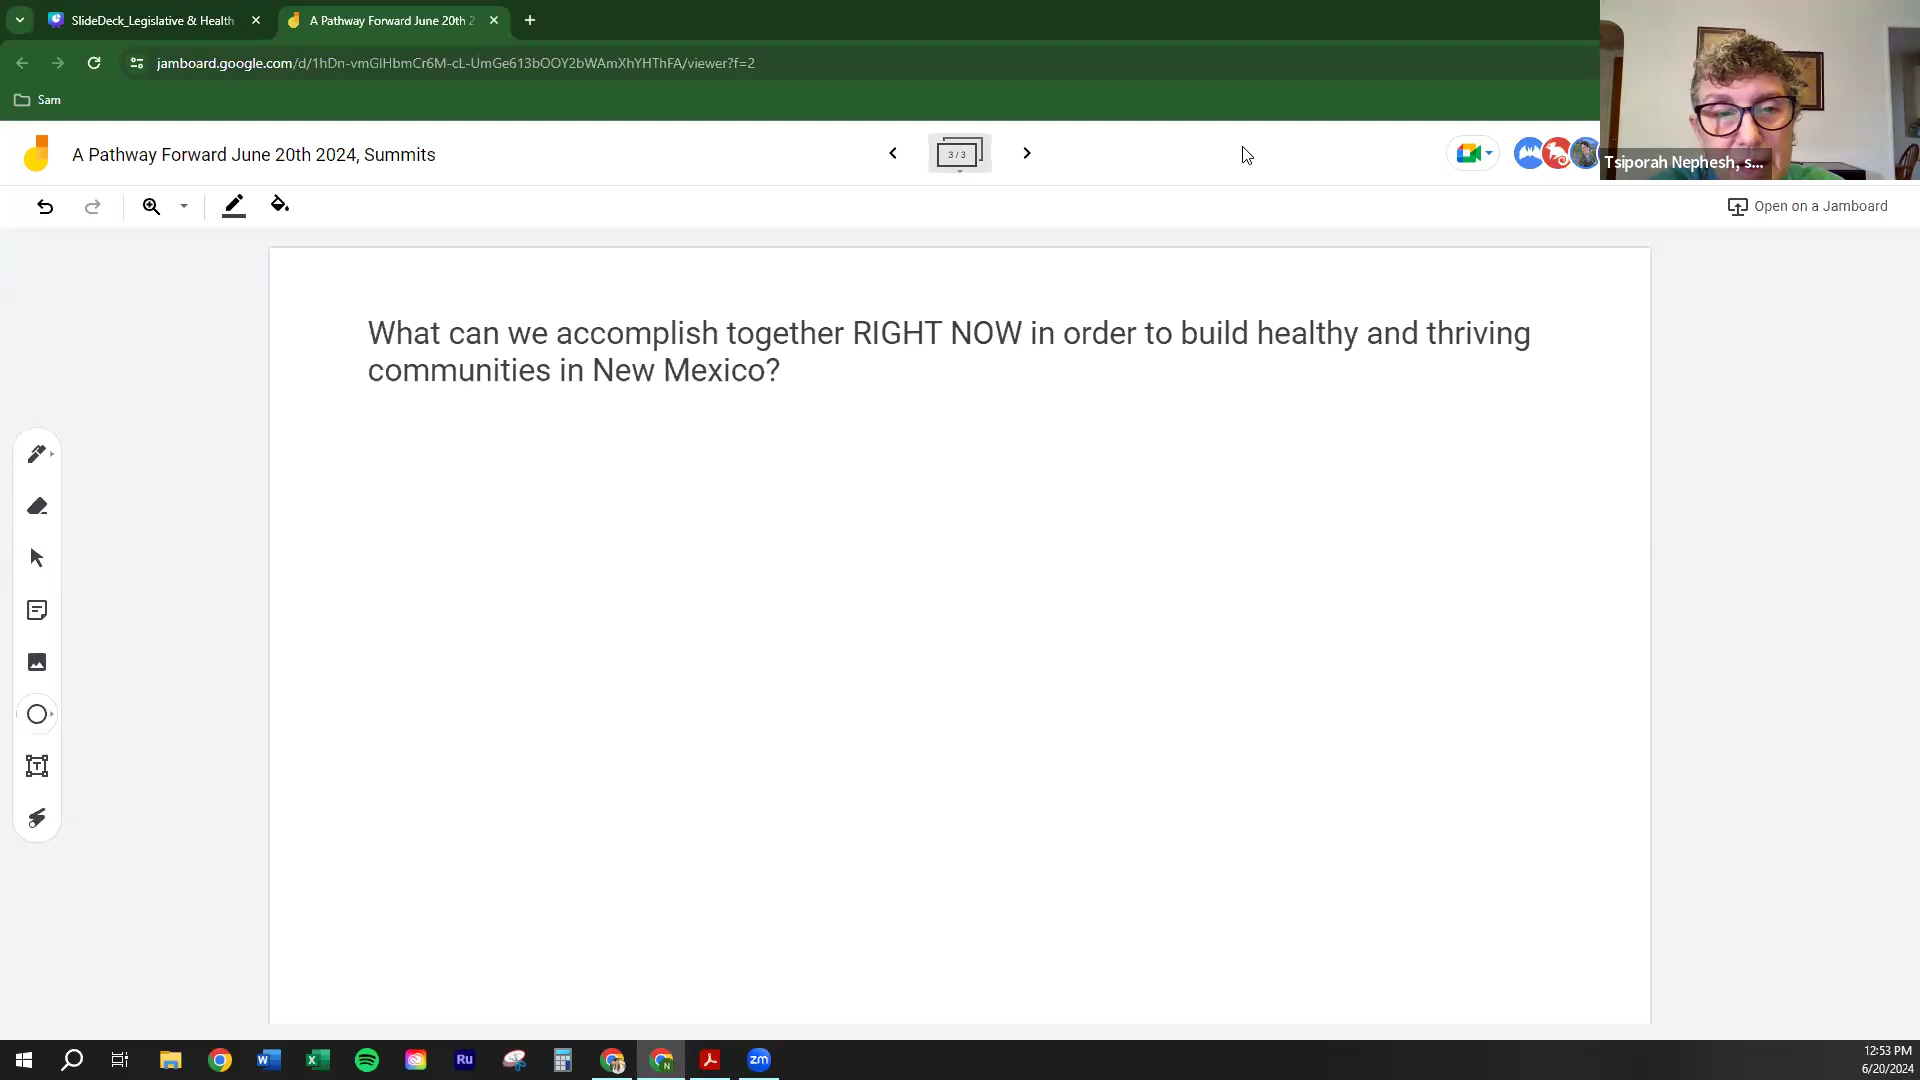 SlideDeck_Legislative & Health
A Pathway Forward June 20th 2
jamboard.google.com/d/1hDn-vmGlHbmCr6M-cL-UmGe613bOOY2bWAmXhYHThFA/viewer?f=2
Sam
A Pathway Forward June 20th 2024, Summits
3 / 3
Tsiporah Nephesh, s...
Open on a Jamboard
What can we accomplish together RIGHT NOW in order to build healthy and thriving
communities in New Mexico?
Ru
zm
12:53 PM
6/20/2024